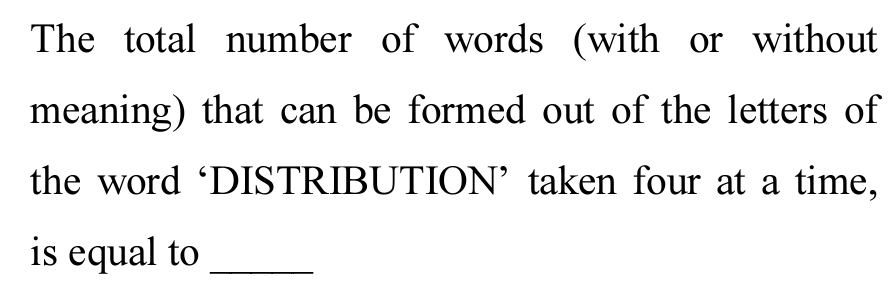 The total number of words (with or without
meaning) that can be formed out of the letters of
the word ‘DISTRIBUTION’ taken four at a time,
is equal to _____